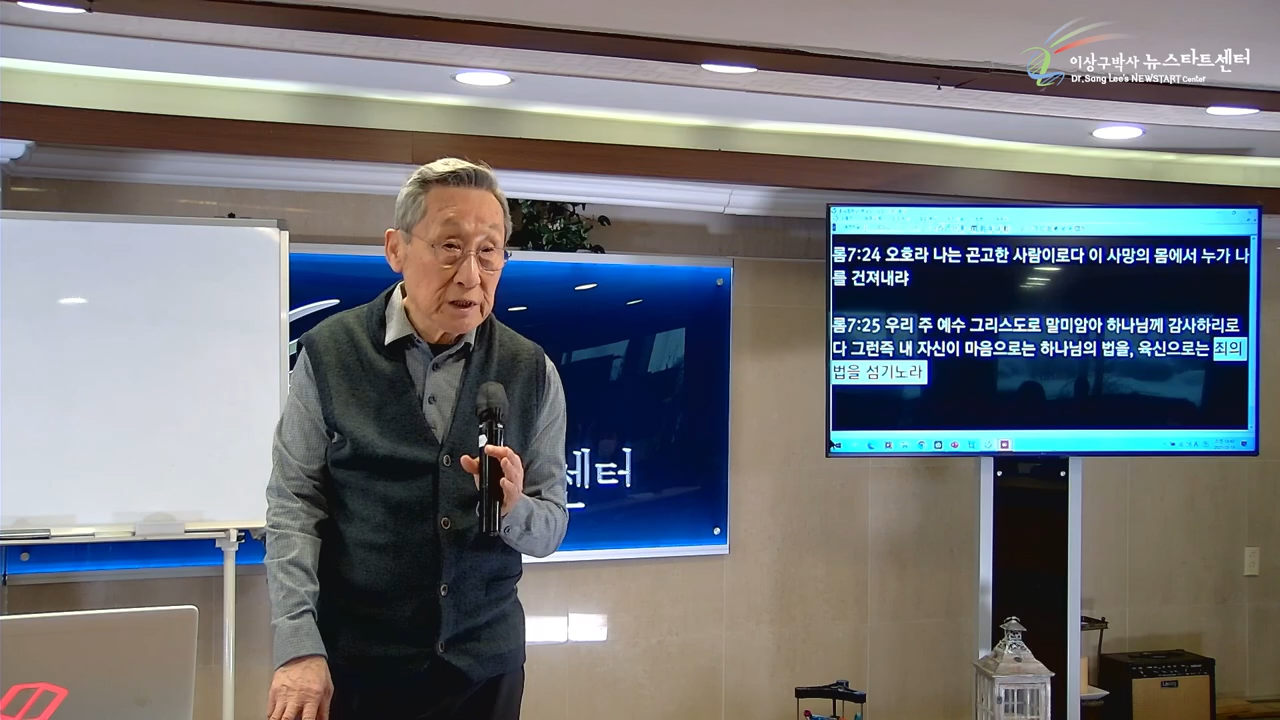 이상구박사 뉴스타트센터
Dr.Sang Lee's NEWSTART Center
롬7:24 오호라 나는 곤고한 사람이로다 이 사망의 몸에서 누가 나
를 건져내랴
롬7:25 우리 주 예수 그리스도로 말미암아 하나님께 감사하리로
다 그런즉 내 자신이 마음으로는 하나님의 법을, 육신으로는 죄의
법을 섬기노라
센터